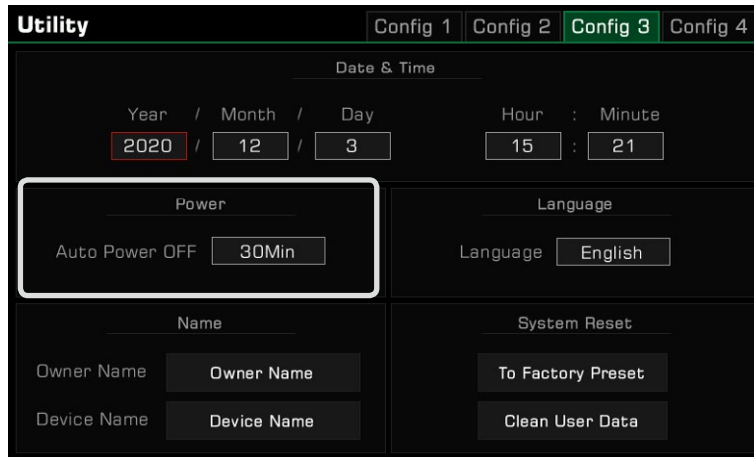 Utility Config 1 Config 2 Config 3 Config 4
Date & Time
Year / Month / Day Hour : Minute
2020 / 12 / 3 15 : 21
Power Language
Auto Power OFF 30Min Language English
Name System Reset
Owner Name Owner Name To Factory Preset
Device Name Device Name Clean User Data